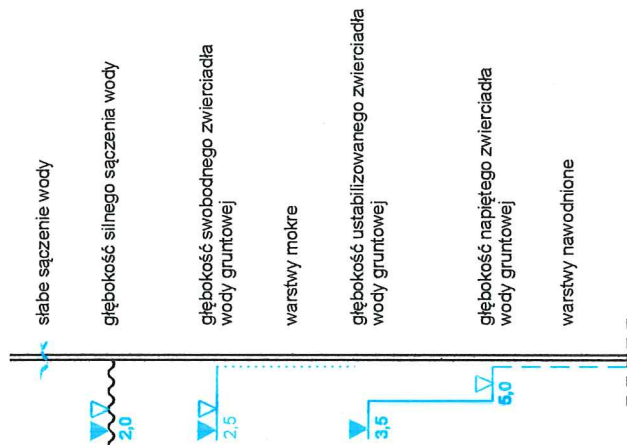 słabe sączenie wody
głębokość silnego sączenia wody
2,0
głębokość swobodnego zwierciadła
wody gruntowej
2,5
warstwy mokre
głębokość ustabilizowanego zwierciadła
wody gruntowej
3,5
głębokość napiętego zwierciadła
wody gruntowej
5,0
warstwy nawodnione